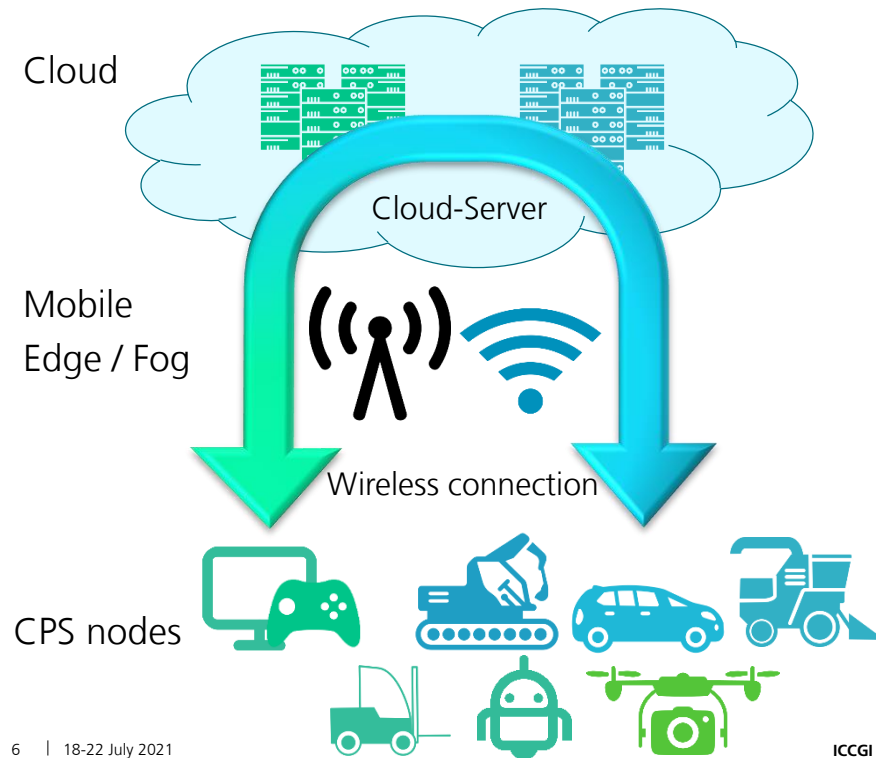 Cloud
Cloud-Server
Mobile
Edge / Fog
Wireless connection
CPS nodes
6 | 18-22 July 2021
ICCGI